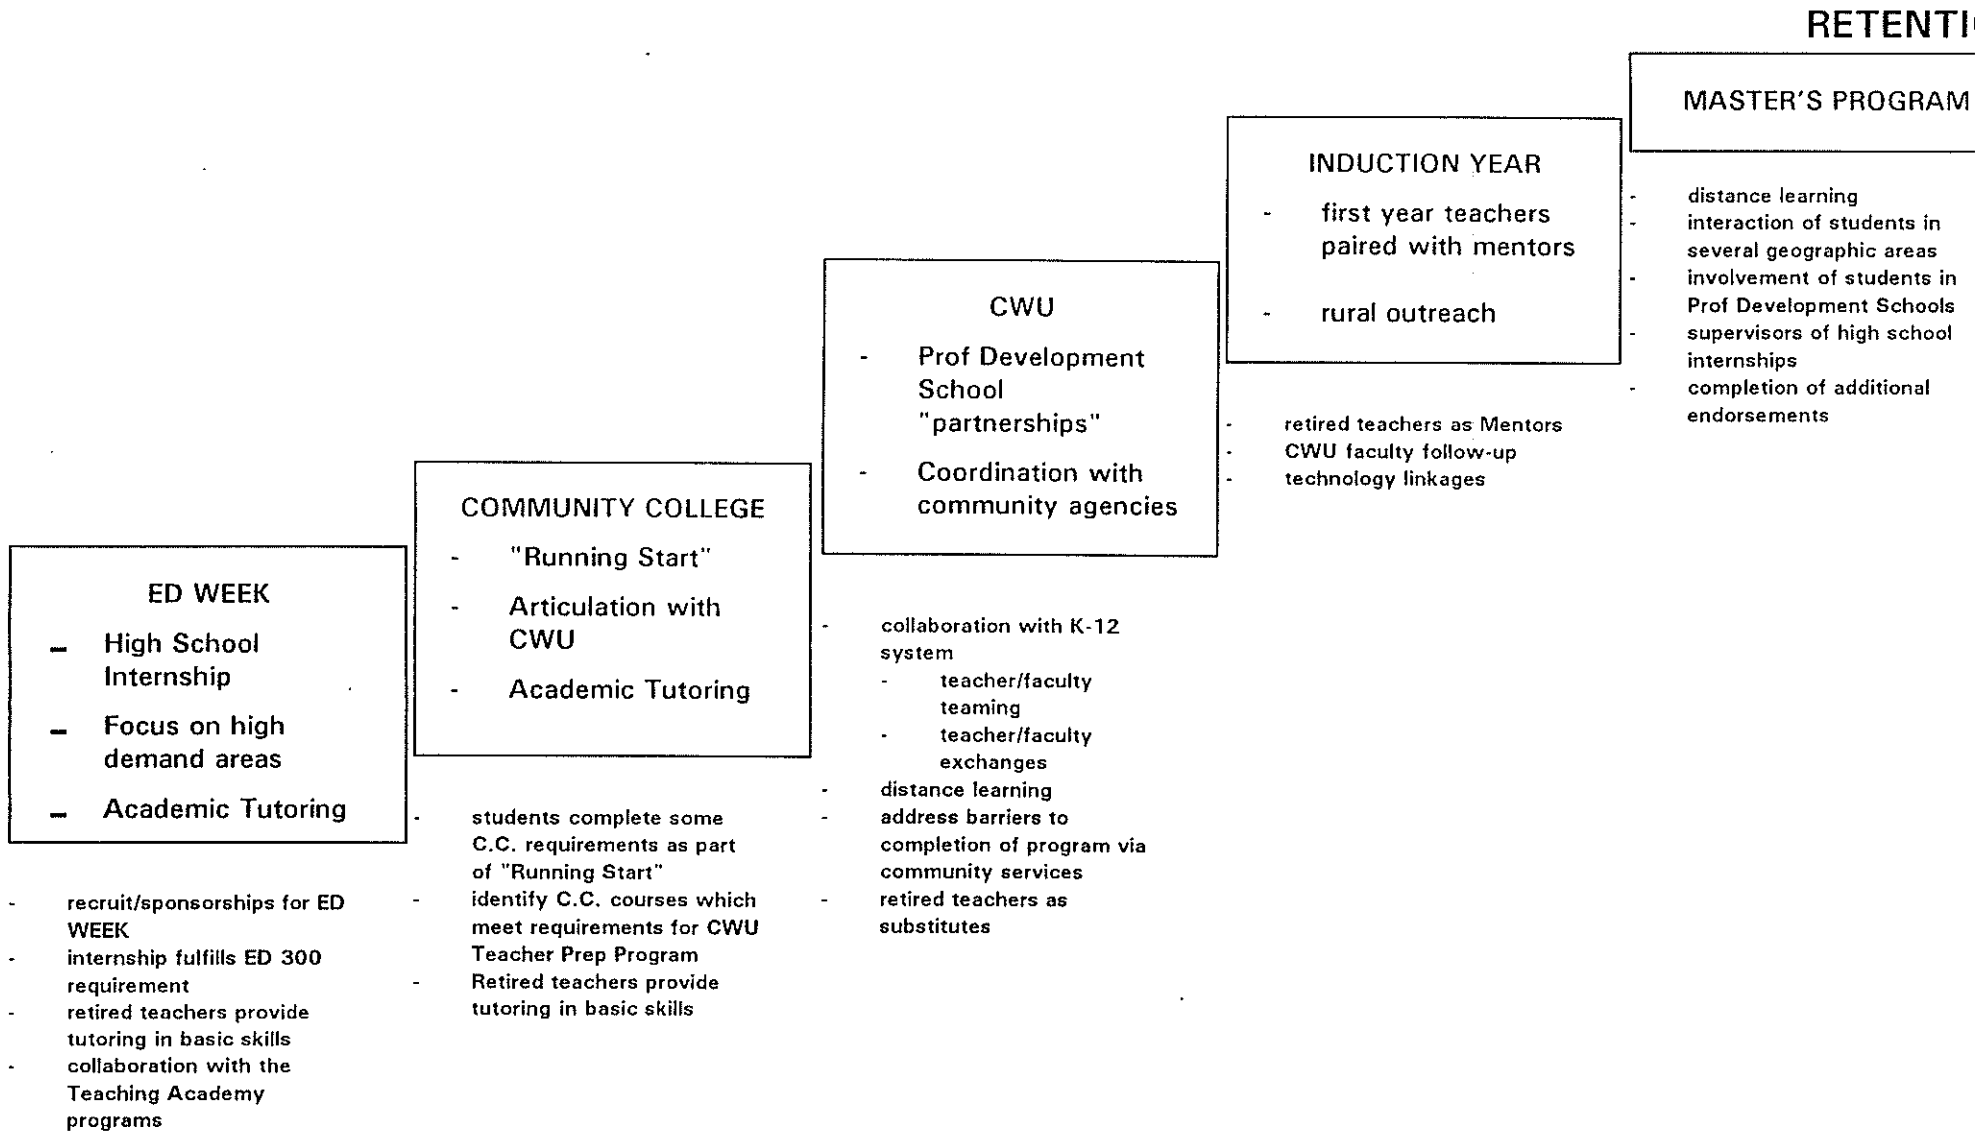 RETENTI
MASTER'S PROGRAM
- distance learning
- interaction of students in
several geographic areas
- involvement of students in
Prof Development Schools
- supervisors of high school
internships
- completion of additional
endorsements
INDUCTION YEAR
- first year teachers
paired with mentors
- rural outreach
- retired teachers as Mentors
- CWU faculty follow-up
- technology linkages
CWU
- Prof Development
School
"partnerships"
- Coordination with
community agencies
- collaboration with K-12
system
- teacher/faculty
teaming
- teacher/faculty
exchanges
- distance learning
- address barriers to
completion of program via
community services
- retired teachers as
substitutes
COMMUNITY COLLEGE
- "Running Start"
- Articulation with
CWU
- Academic Tutoring
- students complete some
C.C. requirements as part
of "Running Start"
- identify C.C. courses which
meet requirements for CWU
Teacher Prep Program
- Retired teachers provide
tutoring in basic skills
ED WEEK
- High School
Internship
- Focus on high
demand areas
- Academic Tutoring
- recruit/sponsorships for ED
WEEK
- internship fulfills ED 300
requirement
- retired teachers provide
tutoring in basic skills
- collaboration with the
Teaching Academy
programs